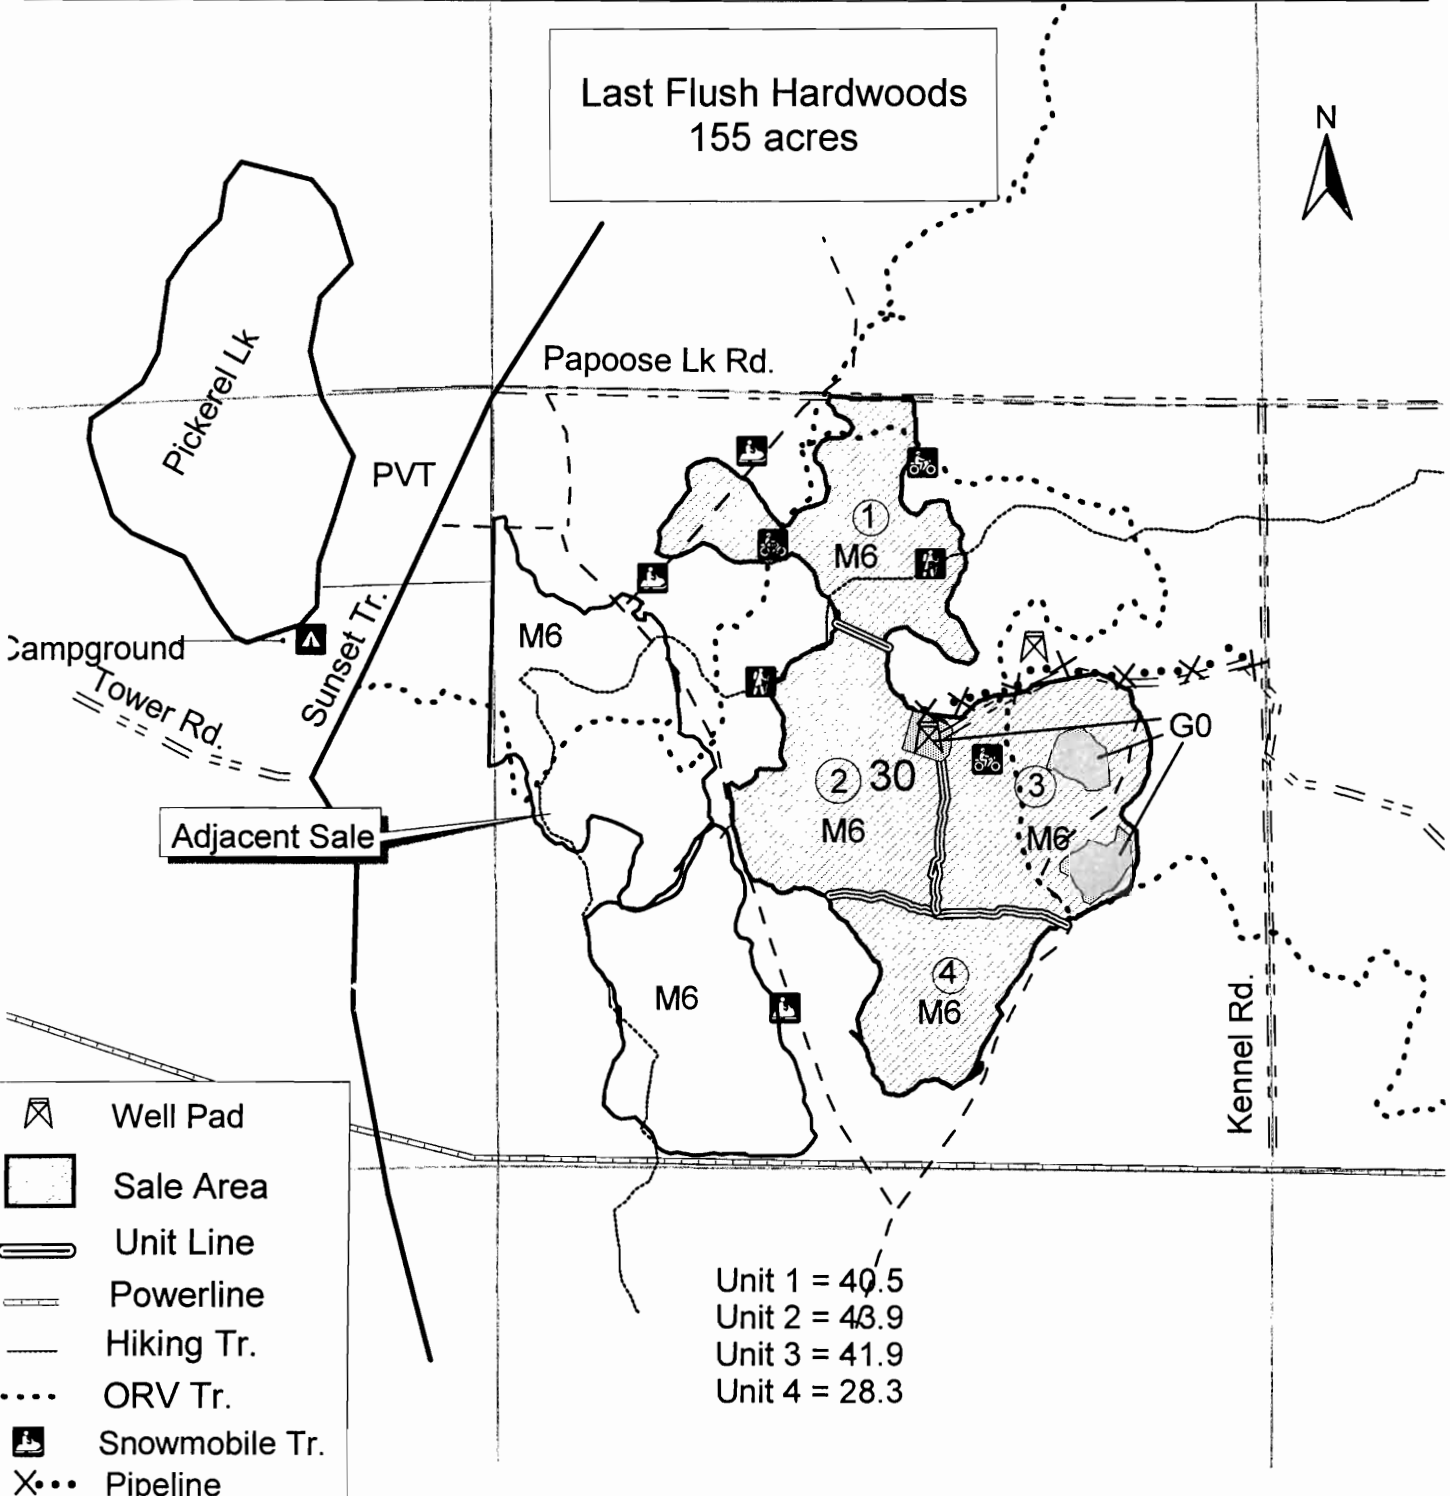 Last Flush Hardwoods
155 acres
N
Papoose Lk Rd.
Pickerel Lk
PVT
1
M6
M6
Sunset Tr.
Campground
Tower Rd.
G0
2 30
M6
3
M6
Adjacent Sale
4
M6
M6
Kennel Rd.
Well Pad
Sale Area
Unit Line
Powerline
Hiking Tr.
ORV Tr.
Snowmobile Tr.
Pipeline
Unit 1 = 40.5
Unit 2 = 43.9
Unit 3 = 41.9
Unit 4 = 28.3